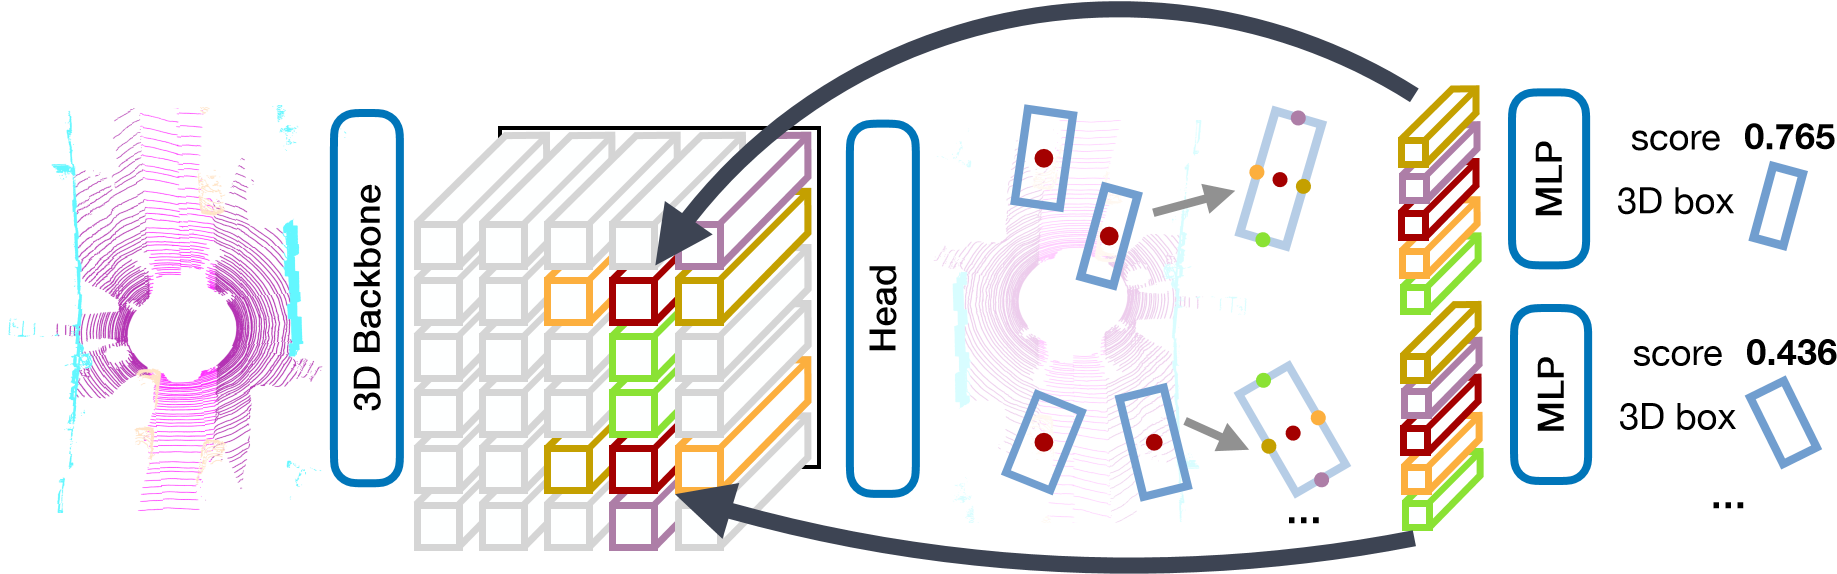 3D Backbone
Head
...
MLP
score 0.765
3D box
MLP
score 0.436
3D box
...